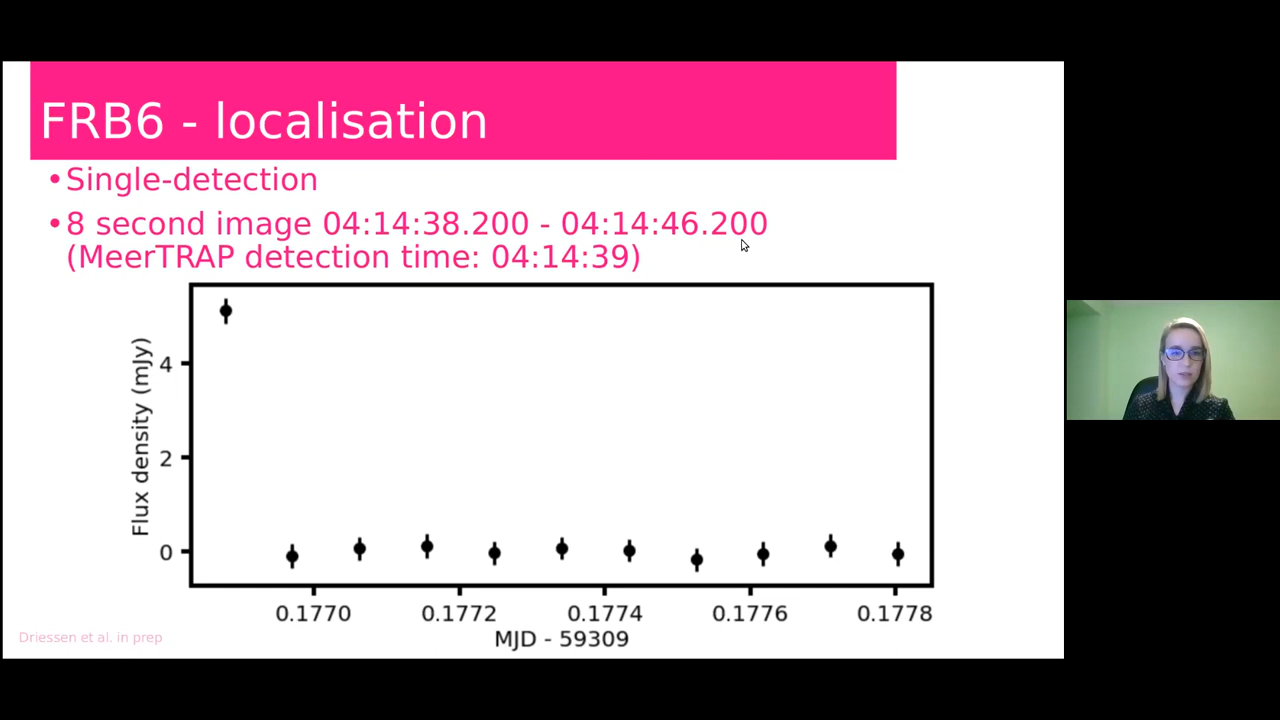 FRB6 - localisation
•Single-detection
•8 second image 04:14:38.200 - 04:14:46.200
(MeerTRAP detection time: 04:14:39)
Flux density (mJy)
4
2
0
0.1770 0.1772 0.1774 0.1776 0.1778
MJD - 59309
Driessen et al. in prep